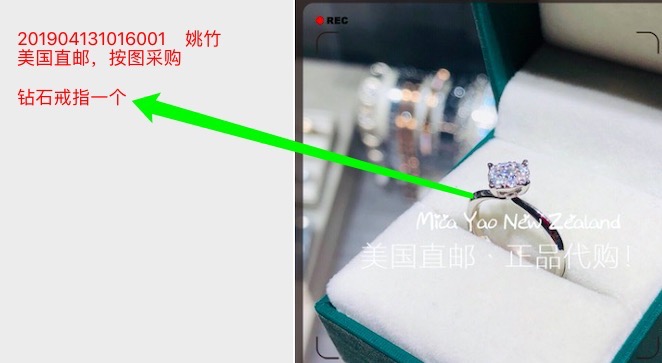 201904131016001 姚竹
美国直邮，按图采购
钻石戒指一个
REC
Mica Yao New Zealand
美国直邮、正品代购！